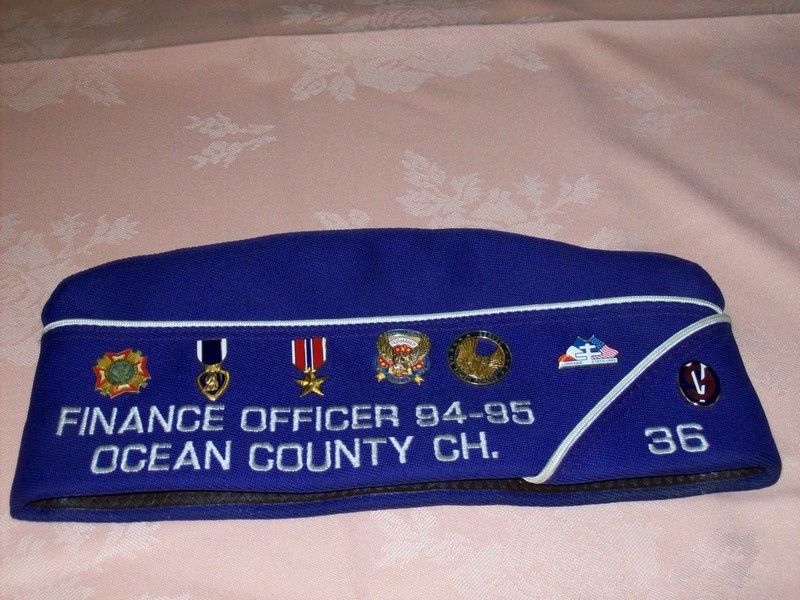 FINANCE OFFICER 94-95
OCEAN COUNTY CH.
36